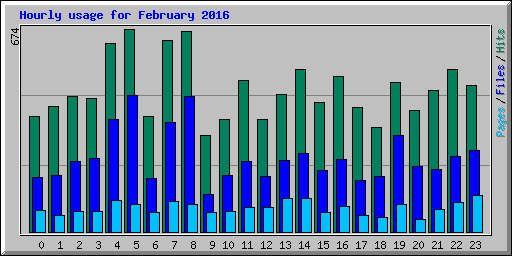 Hourly usage for February 2016
674
Pages / Files / Hits
0 1 2 3 4 5 6 7 8 9 10 11 12 13 14 15 16 17 18 19 20 21 22 23